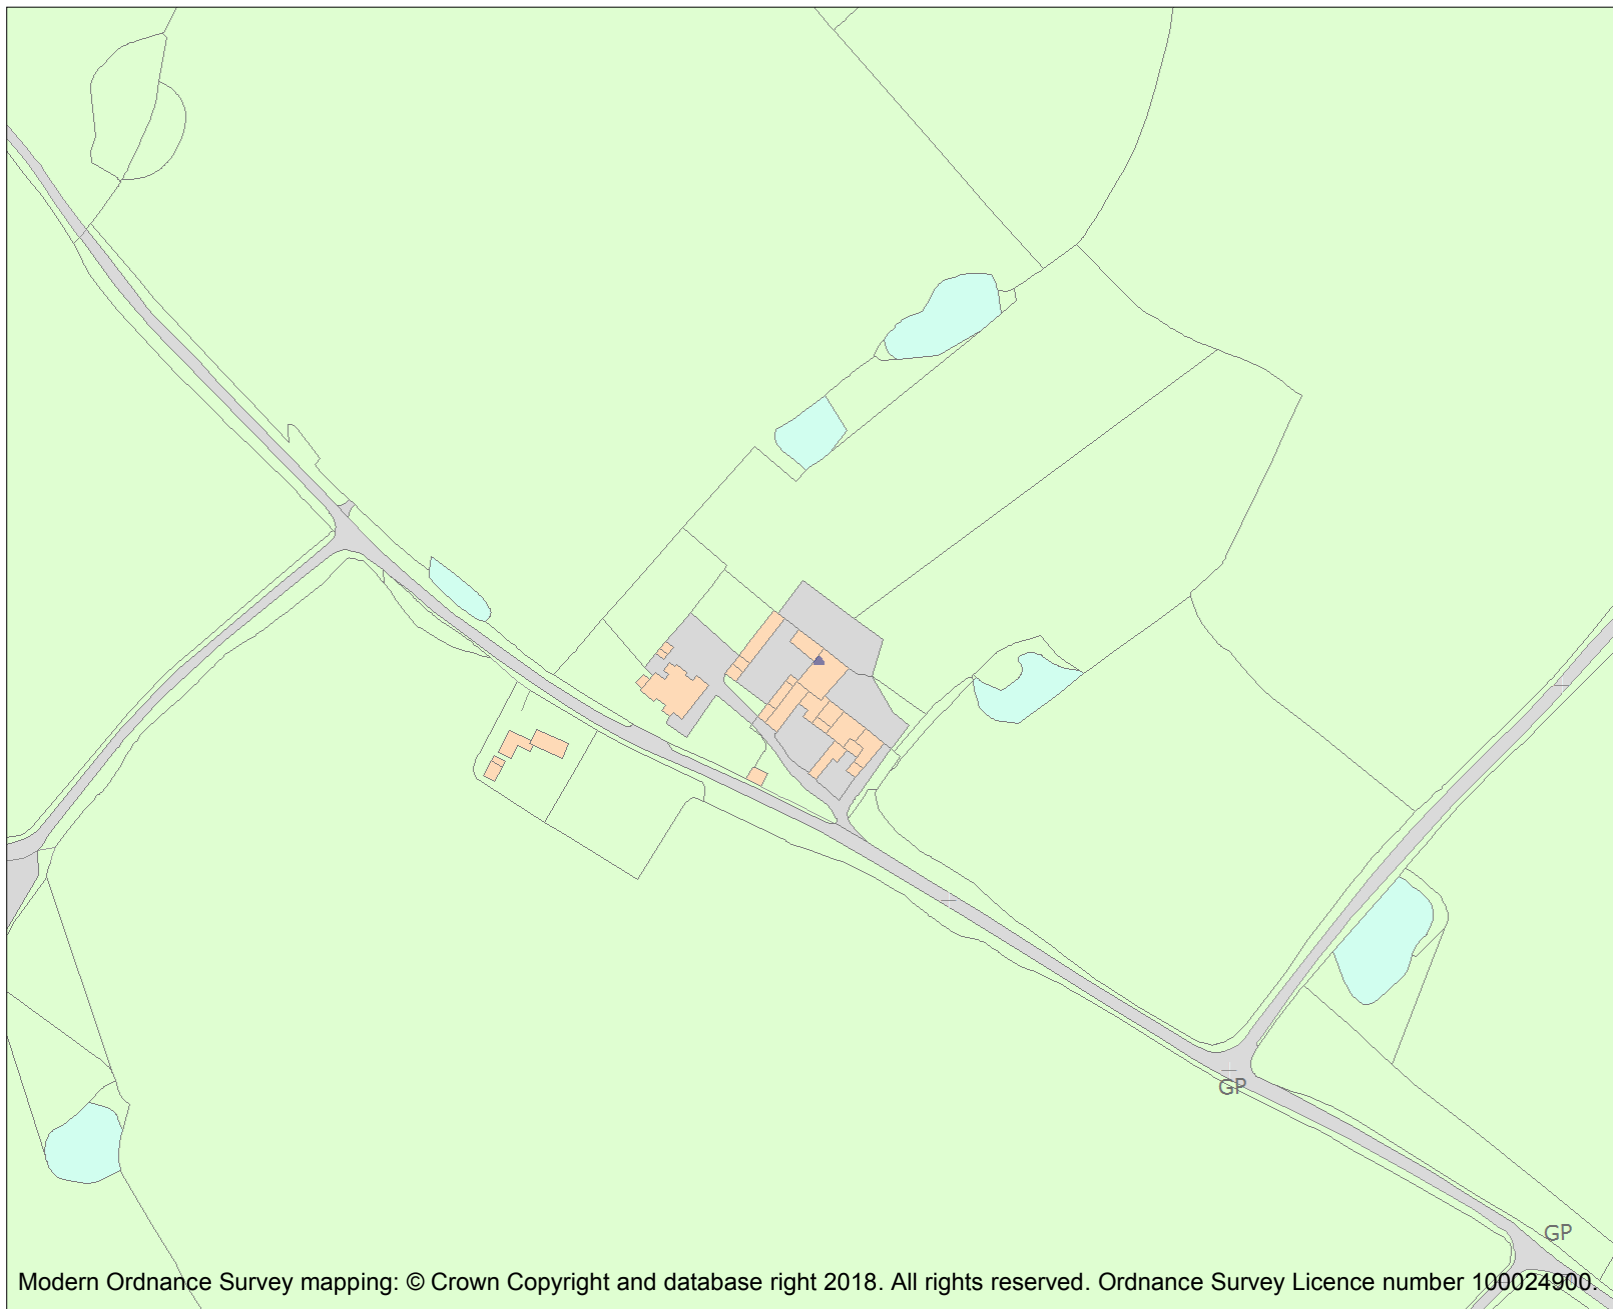 GP
GP
Modern Ordnance Survey mapping: © Crown Copyright and database right 2018. All rights reserved. Ordnance Survey Licence number 100024900.